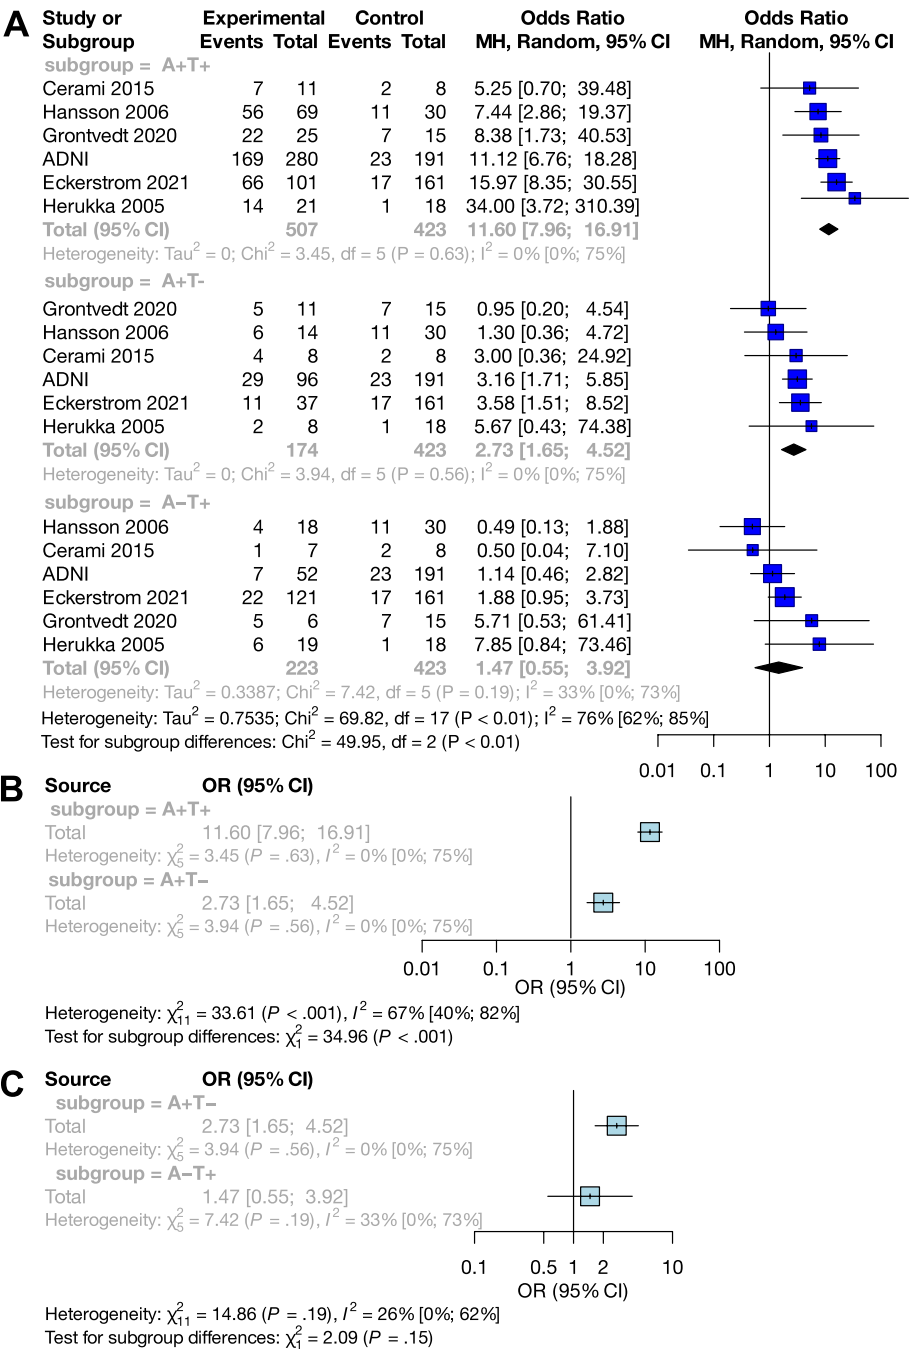 A
Study or Experimental Control Odds Ratio Odds Ratio
Subgroup Events Total Events Total MH, Random, 95% CI MH, Random, 95% CI
subgroup = A+T+
Cerami 2015 7 11 2 8 5.25 [0.70; 39.48]
Hansson 2006 56 69 11 30 7.44 [2.86; 19.37]
Grontvedt 2020 22 25 7 15 8.38 [1.73; 40.53]
ADNI 169 280 23 191 11.12 [6.76; 18.28]
Eckerstrom 2021 66 101 17 161 15.97 [8.35; 30.55]
Herukka 2005 14 21 1 18 34.00 [3.72; 310.39]
Total (95% CI) 507 423 11.60 [7.96; 16.91]
Heterogeneity: Tau² = 0; Chi² = 3.45, df = 5 (P = 0.63); I² = 0% [0%; 75%]
subgroup = A+T-
Grontvedt 2020 5 11 7 15 0.95 [0.20; 4.54]
Hansson 2006 6 14 11 30 1.30 [0.36; 4.72]
Cerami 2015 4 8 2 8 3.00 [0.36; 24.92]
ADNI 29 96 23 191 3.16 [1.71; 5.85]
Eckerstrom 2021 11 37 17 161 3.58 [1.51; 8.52]
Herukka 2005 2 8 1 18 5.67 [0.43; 74.38]
Total (95% CI) 174 423 2.73 [1.65; 4.52]
Heterogeneity: Tau² = 0; Chi² = 3.94, df = 5 (P = 0.56); I² = 0% [0%; 75%]
subgroup = A−T+
Hansson 2006 4 18 11 30 0.49 [0.13; 1.88]
Cerami 2015 1 7 2 8 0.50 [0.04; 7.10]
ADNI 7 52 23 191 1.14 [0.46; 2.82]
Eckerstrom 2021 22 121 17 161 1.88 [0.95; 3.73]
Grontvedt 2020 5 6 7 15 5.71 [0.53; 61.41]
Herukka 2005 6 19 1 18 7.85 [0.84; 73.46]
Total (95% CI) 223 423 1.47 [0.55; 3.92]
Heterogeneity: Tau² = 0.3387; Chi² = 7.42, df = 5 (P = 0.19); I² = 33% [0%; 73%]
Heterogeneity: Tau² = 0.7535; Chi² = 69.82, df = 17 (P < 0.01); I² = 76% [62%; 85%]
Test for subgroup differences: Chi² = 49.95, df = 2 (P < 0.01)
0.01 0.1 1 10 100
B
Source OR (95% CI)
subgroup = A+T+
Total 11.60 [7.96; 16.91]
Heterogeneity: χ²₅ = 3.45 (P = .63), I² = 0% [0%; 75%]
subgroup = A+T−
Total 2.73 [1.65; 4.52]
Heterogeneity: χ²₅ = 3.94 (P = .56), I² = 0% [0%; 75%]
0.01 0.1 1 10 100
OR (95% CI)
Heterogeneity: χ²₁₁ = 33.61 (P < .001), I² = 67% [40%; 82%]
Test for subgroup differences: χ²₁ = 34.96 (P < .001)
C
Source OR (95% CI)
subgroup = A+T−
Total 2.73 [1.65; 4.52]
Heterogeneity: χ²₅ = 3.94 (P = .56), I² = 0% [0%; 75%]
subgroup = A−T+
Total 1.47 [0.55; 3.92]
Heterogeneity: χ²₅ = 7.42 (P = .19), I² = 33% [0%; 73%]
0.1 0.5 1 2 10
OR (95% CI)
Heterogeneity: χ²₁₁ = 14.86 (P = .19), I² = 26% [0%; 62%]
Test for subgroup differences: χ²₁ = 2.09 (P = .15)